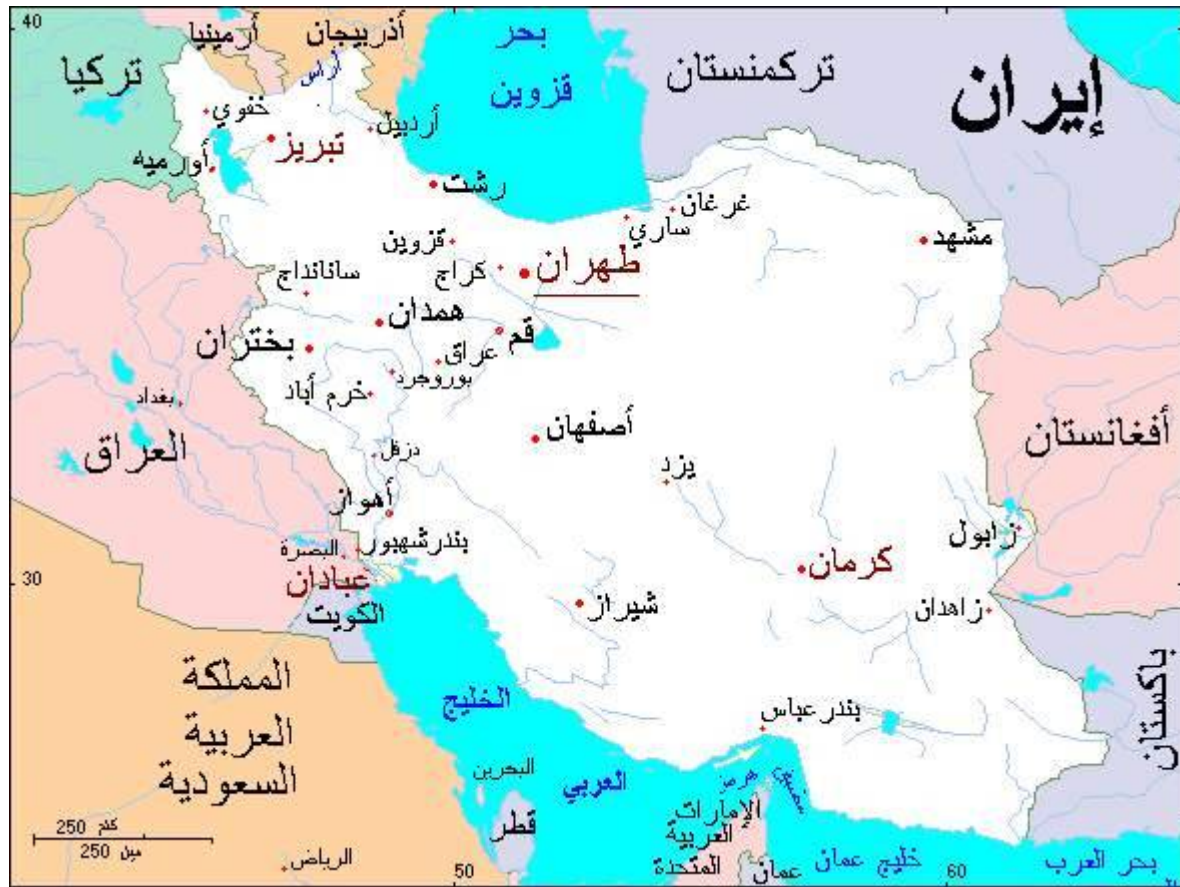 40
أرمينيا
أذربيجان
بحر
قزوين
تركمنستان
إيران
تركيا
أراس
خفوي
أردبيل
تبريز
أورميه
رشت
غرغان
ساري
مشهد
قزوين
كراج
طهران
سانانداج
همدان
قم
بختران
عراق
بوروجرد
خرم أباد
بغداد
أصفهان
أفغانستان
العراق
دزفل
يزد
أهواز
زابول
البصرة
بندرشهبور
عبادان
كرمان
30
الكويت
شيراز
زاهدان
المملكة
العربية
السعودية
الخليج
بندرعباس
باكستان
البحرين
العربي
مضيق هرمز
قطر
الإمارات
العربية
المتحدة
250 كلم
250 ميل
الرياض
50
عمان
خليج عمان
60
بحر العرب